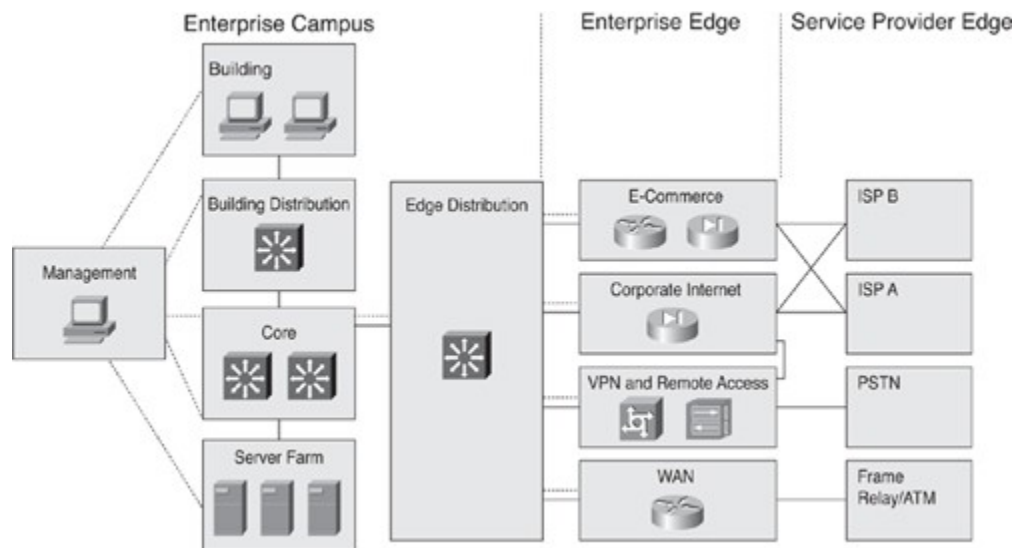 Enterprise Campus
Enterprise Edge
Service Provider Edge
Building
Building Distribution
Edge Distribution
E-Commerce
ISP B
Management
Core
Corporate Internet
ISP A
VPN and Remote Access
PSTN
Server Farm
WAN
Frame
Relay/ATM